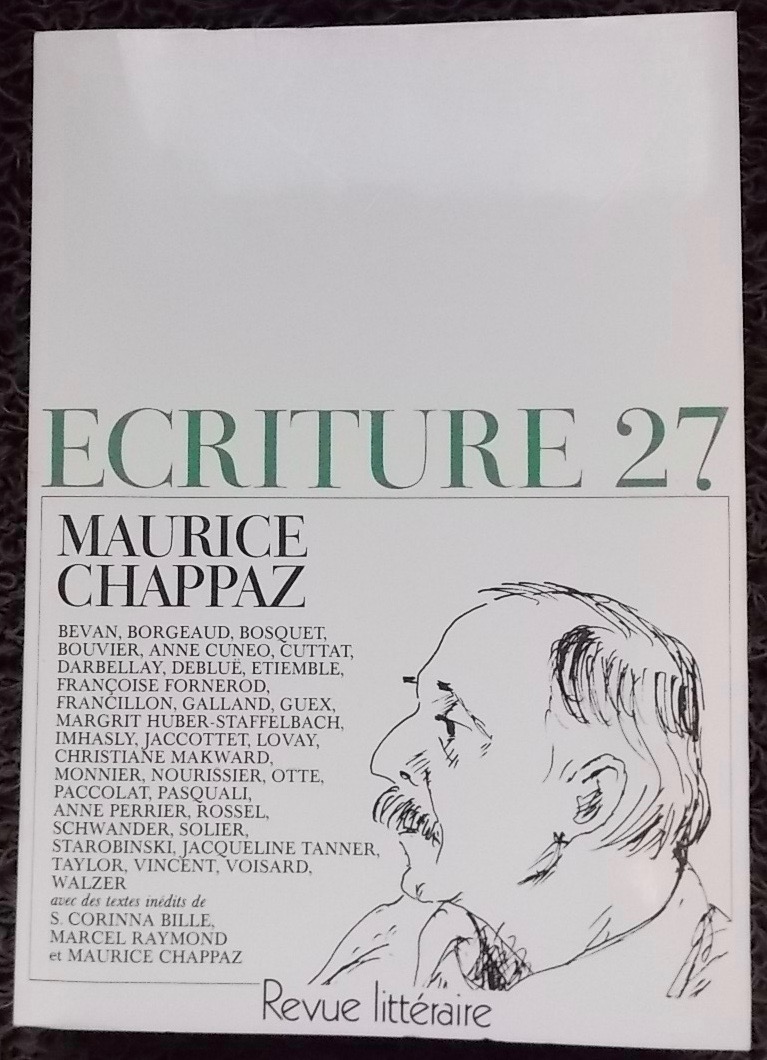 ECRITURE 27
MAURICE
CHAPPAZ
BEVAN, BORGEAUD, BOSQUET,
BOUVIER, ANNE CUNEO, CUTTAT,
DARBELLAY, DEBLUË, ETIEMBLE,
FRANÇOISE FORNEROD,
FRANCILLON, GALLAND, GUEX,
MARGRIT HUBER-STAFFELBACH,
IMHASLY, JACCOTTET, LOVAY,
CHRISTIANE MAKWARD,
MONNIER, NOURISSIER, OTTE,
PACCOLAT, PASQUALI,
ANNE PERRIER, ROSSEL,
SCHWANDER, SOLIER,
STAROBINSKI, JACQUELINE TANNER,
TAYLOR, VINCENT, VOISARD,
WALZER
avec des textes inédits de
S. CORINNA BILLE,
MARCEL RAYMOND
et MAURICE CHAPPAZ
Revue littéraire